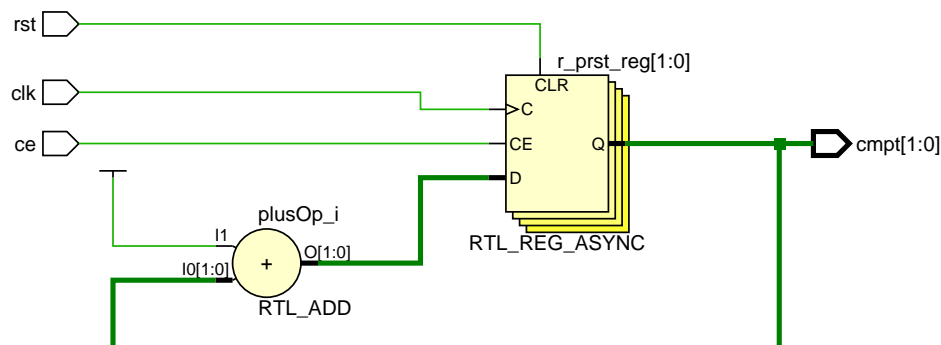 rst
r_prst_reg[1:0]
CLR
clk
C
ce
CE
Q
cmpt[1:0]
D
plusOp_i
RTL_REG_ASYNC
I1
O[1:0]
I0[1:0]
+
RTL_ADD